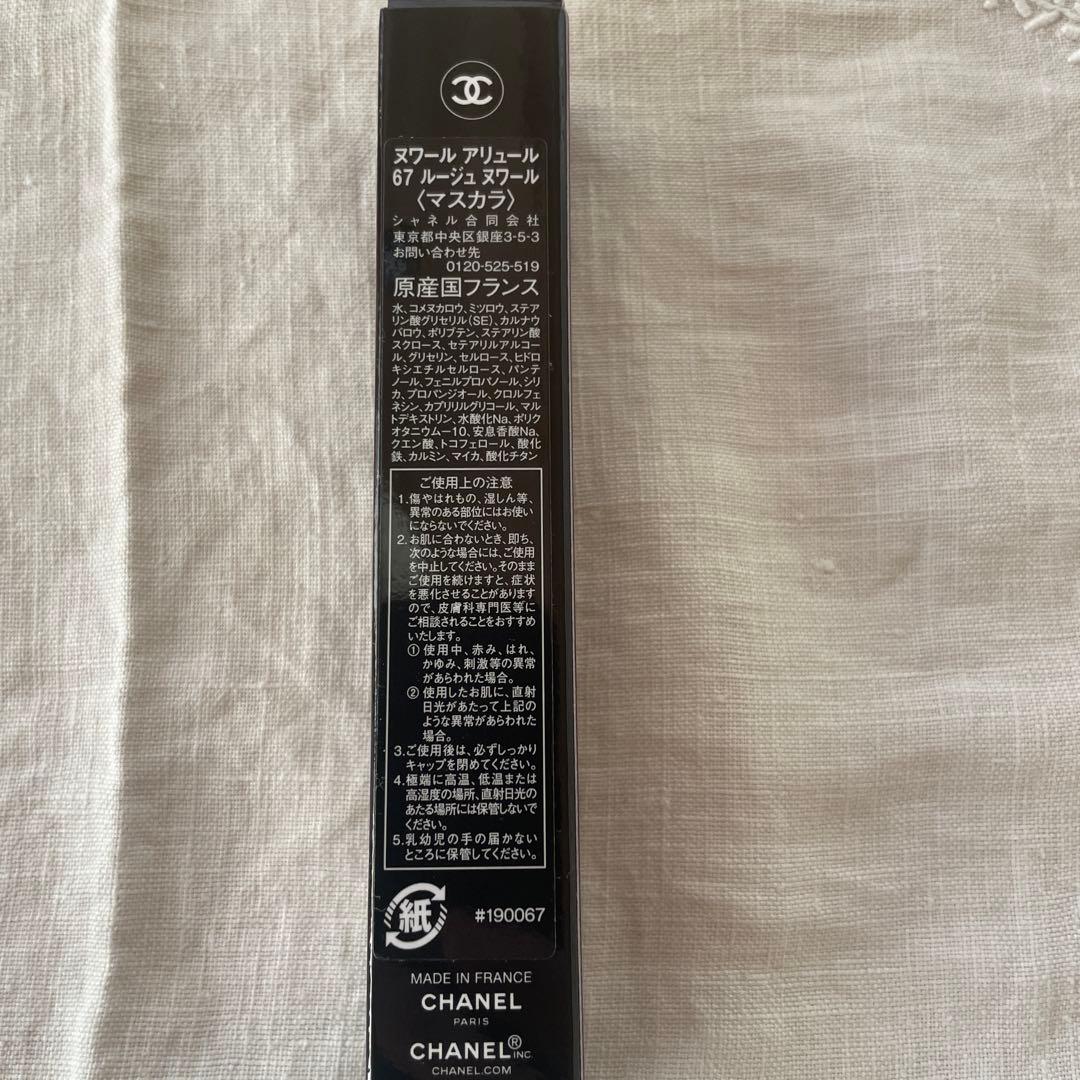 ヌワール アリュール
67 ルージュ ヌワール
〈マスカラ〉
シャネル合同会社
東京都中央区銀座3-5-3
お問い合わせ先
0120-525-519
原産国フランス
水、コメヌカロウ、ミツロウ、ステア
リン酸グリセリル(SE)、カルナウ
バロウ、ポリブテン、ステアリン酸
スクロース、セテアリルアルコー
ル、グリセリン、セルロース、ヒドロ
キシエチルセルロース、パンテ
ノール、フェニルプロパノール、シリ
カ、プロパンジオール、クロルフェ
ネシン、カプリリルグリコール、マル
トデキストリン、水酸化Na、ポリク
オタニウム-10、安息香酸Na、
クエン酸、トコフェロール、酸化
鉄、カルミン、マイカ、酸化チタン
ご使用上の注意
1.傷やはれもの、湿しん等、
異常のある部位にはお使い
にならないでください。
2.お肌に合わないとき、即ち、
次のような場合には、ご使用
を中止してください。そのまま
ご使用を続けますと、症状
を悪化させることがあります
ので、皮膚科専門医等に
ご相談されることをおすすめ
いたします。
① 使用中、赤み、はれ、
かゆみ、刺激等の異常
があらわれた場合。
② 使用したお肌に、直射
日光があたって上記の
ような異常があらわれた
場合。
3.ご使用後は、必ずしっかり
キャップを閉めてください。
4.極端に高温、低温または
高湿度の場所、直射日光の
あたる場所には保管しないで
ください。
5.乳幼児の手の届かない
ところに保管してください。
紙 #190067
MADE IN FRANCE
CHANEL
PARIS
CHANEL® INC.
CHANEL.COM